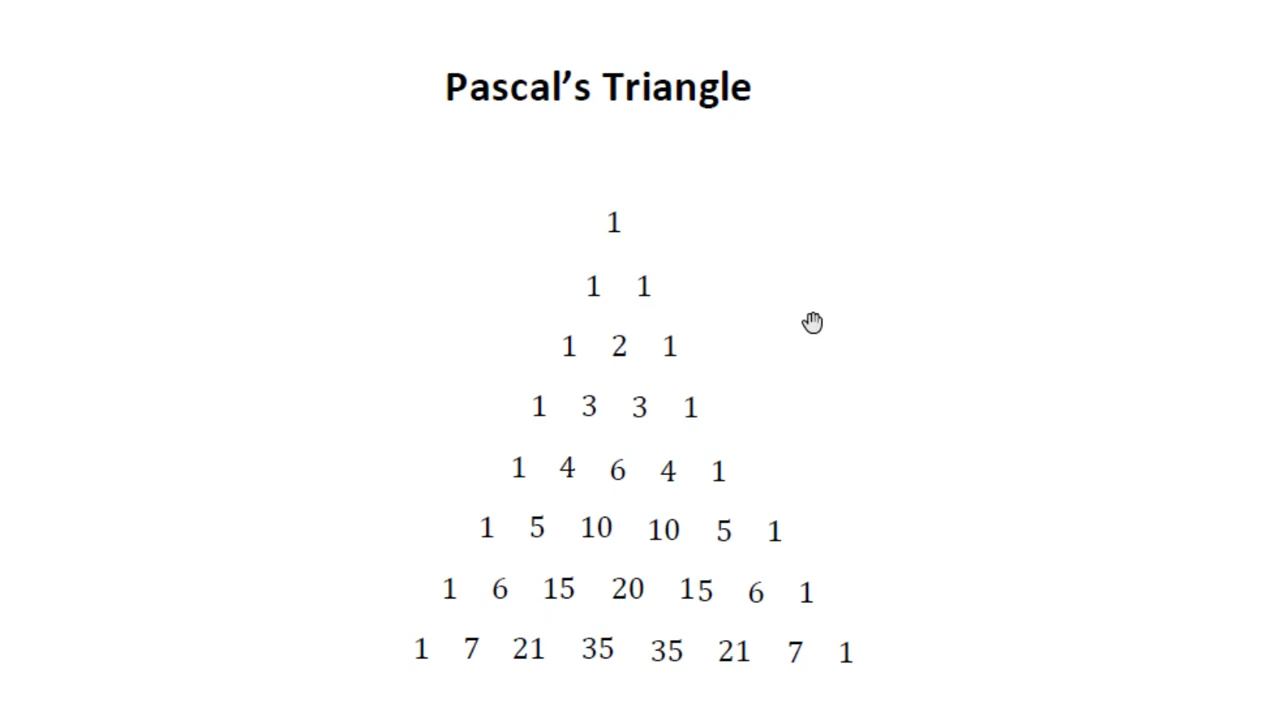 Pascal’s Triangle
1
1 1
1 2 1
1 3 3 1
1 4 6 4 1
1 5 10 10 5 1
1 6 15 20 15 6 1
1 7 21 35 35 21 7 1